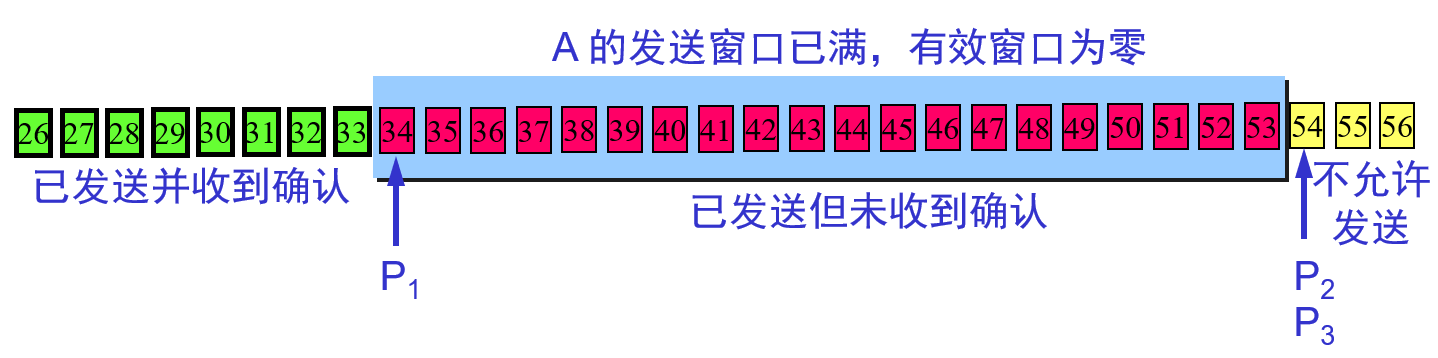 A 的发送窗口已满，有效窗口为零
26 27 28 29 30 31 32 33 34 35 36 37 38 39 40 41 42 43 44 45 46 47 48 49 50 51 52 53 54 55 56
已发送并收到确认
已发送但未收到确认
不允许
发送
P1
P2
P3